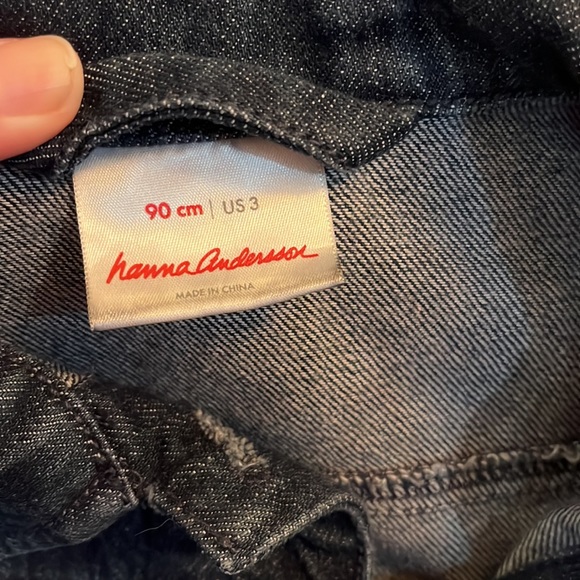 90 cm | US 3
hanna Andersson
MADE IN CHINA